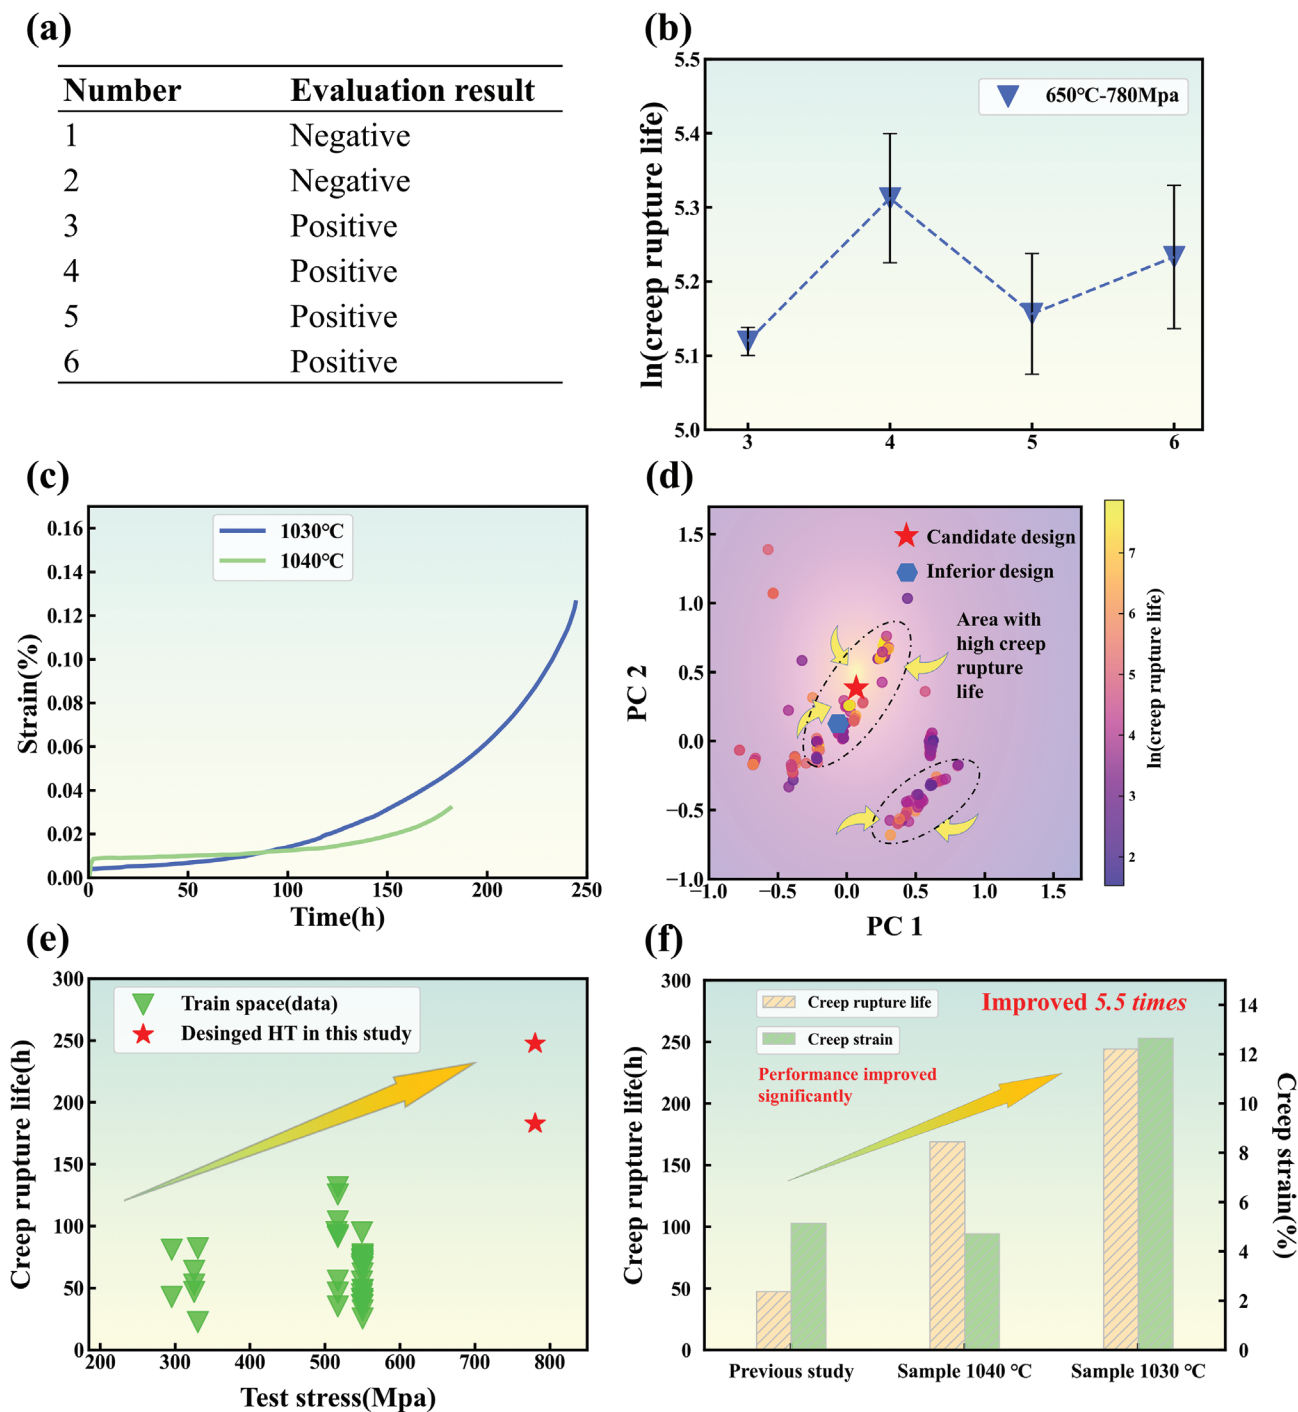 (a)
Number Evaluation result
1 Negative
2 Negative
3 Positive
4 Positive
5 Positive
6 Positive
(b)
ln(creep rupture life)
5.5
5.4
5.3
5.2
5.1
5.0
650℃-780Mpa
3 4 5 6
(c)
Strain(%)
0.16
0.14
0.12
0.10
0.08
0.06
0.04
0.02
0.00
1030℃
1040℃
0 50 100 150 200 250
Time(h)
(d)
PC 2
1.5
1.0
0.5
0.0
−0.5
−1.0
Candidate design
Inferior design
Area with
high creep
rupture
life
−1.0 −0.5 0.0 0.5 1.0 1.5
PC 1
7
6
5
4
3
2
ln(creep rupture life)
(e)
Creep rupture life(h)
300
250
200
150
100
50
0
Train space(data)
Desinged HT in this study
200 300 400 500 600 700 800
Test stress(Mpa)
(f)
Creep rupture life(h)
300
250
200
150
100
50
0
Creep rupture life
Creep strain
Improved 5.5 times
Performance improved
significantly
14
12
10
8
6
4
2
0
Creep strain(%)
Previous study Sample 1040 ℃ Sample 1030 ℃